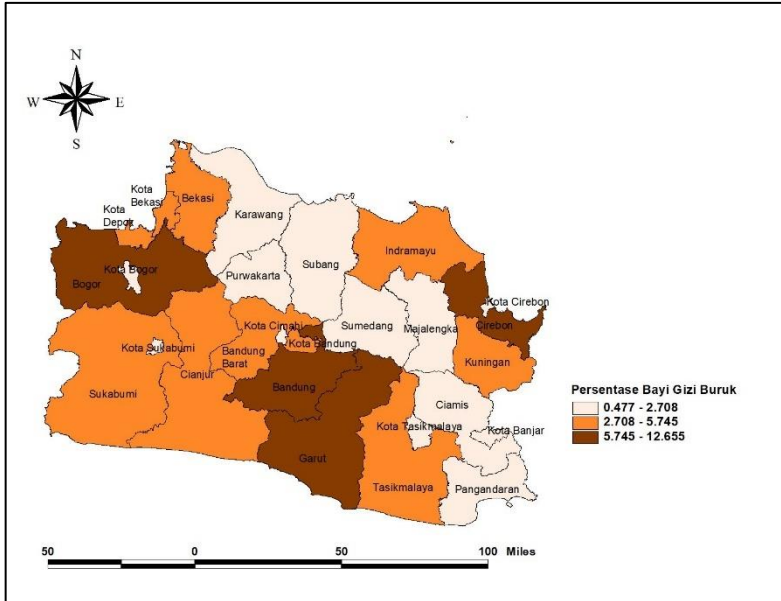 N
W E
S
Kota
Bekasi
Bekasi
Kota
Depok
Karawang
Indramayu
Subang
Kota Bogor
Bogor
Purwakarta
Kota Cirebon
Kota Cimahi
Sumedang
Majalengka
Cirebon
Kota Sukabumi
Kota Bandung
Bandung
Barat
Kuningan
Cianjur
Sukabumi
Bandung
Ciamis
Kota Tasikmalaya
Kota Banjar
Garut
Tasikmalaya
Pangandaran
Persentase Bayi Gizi Buruk
0.477 - 2.708
2.708 - 5.745
5.745 - 12.655
50 0 50 100 Miles